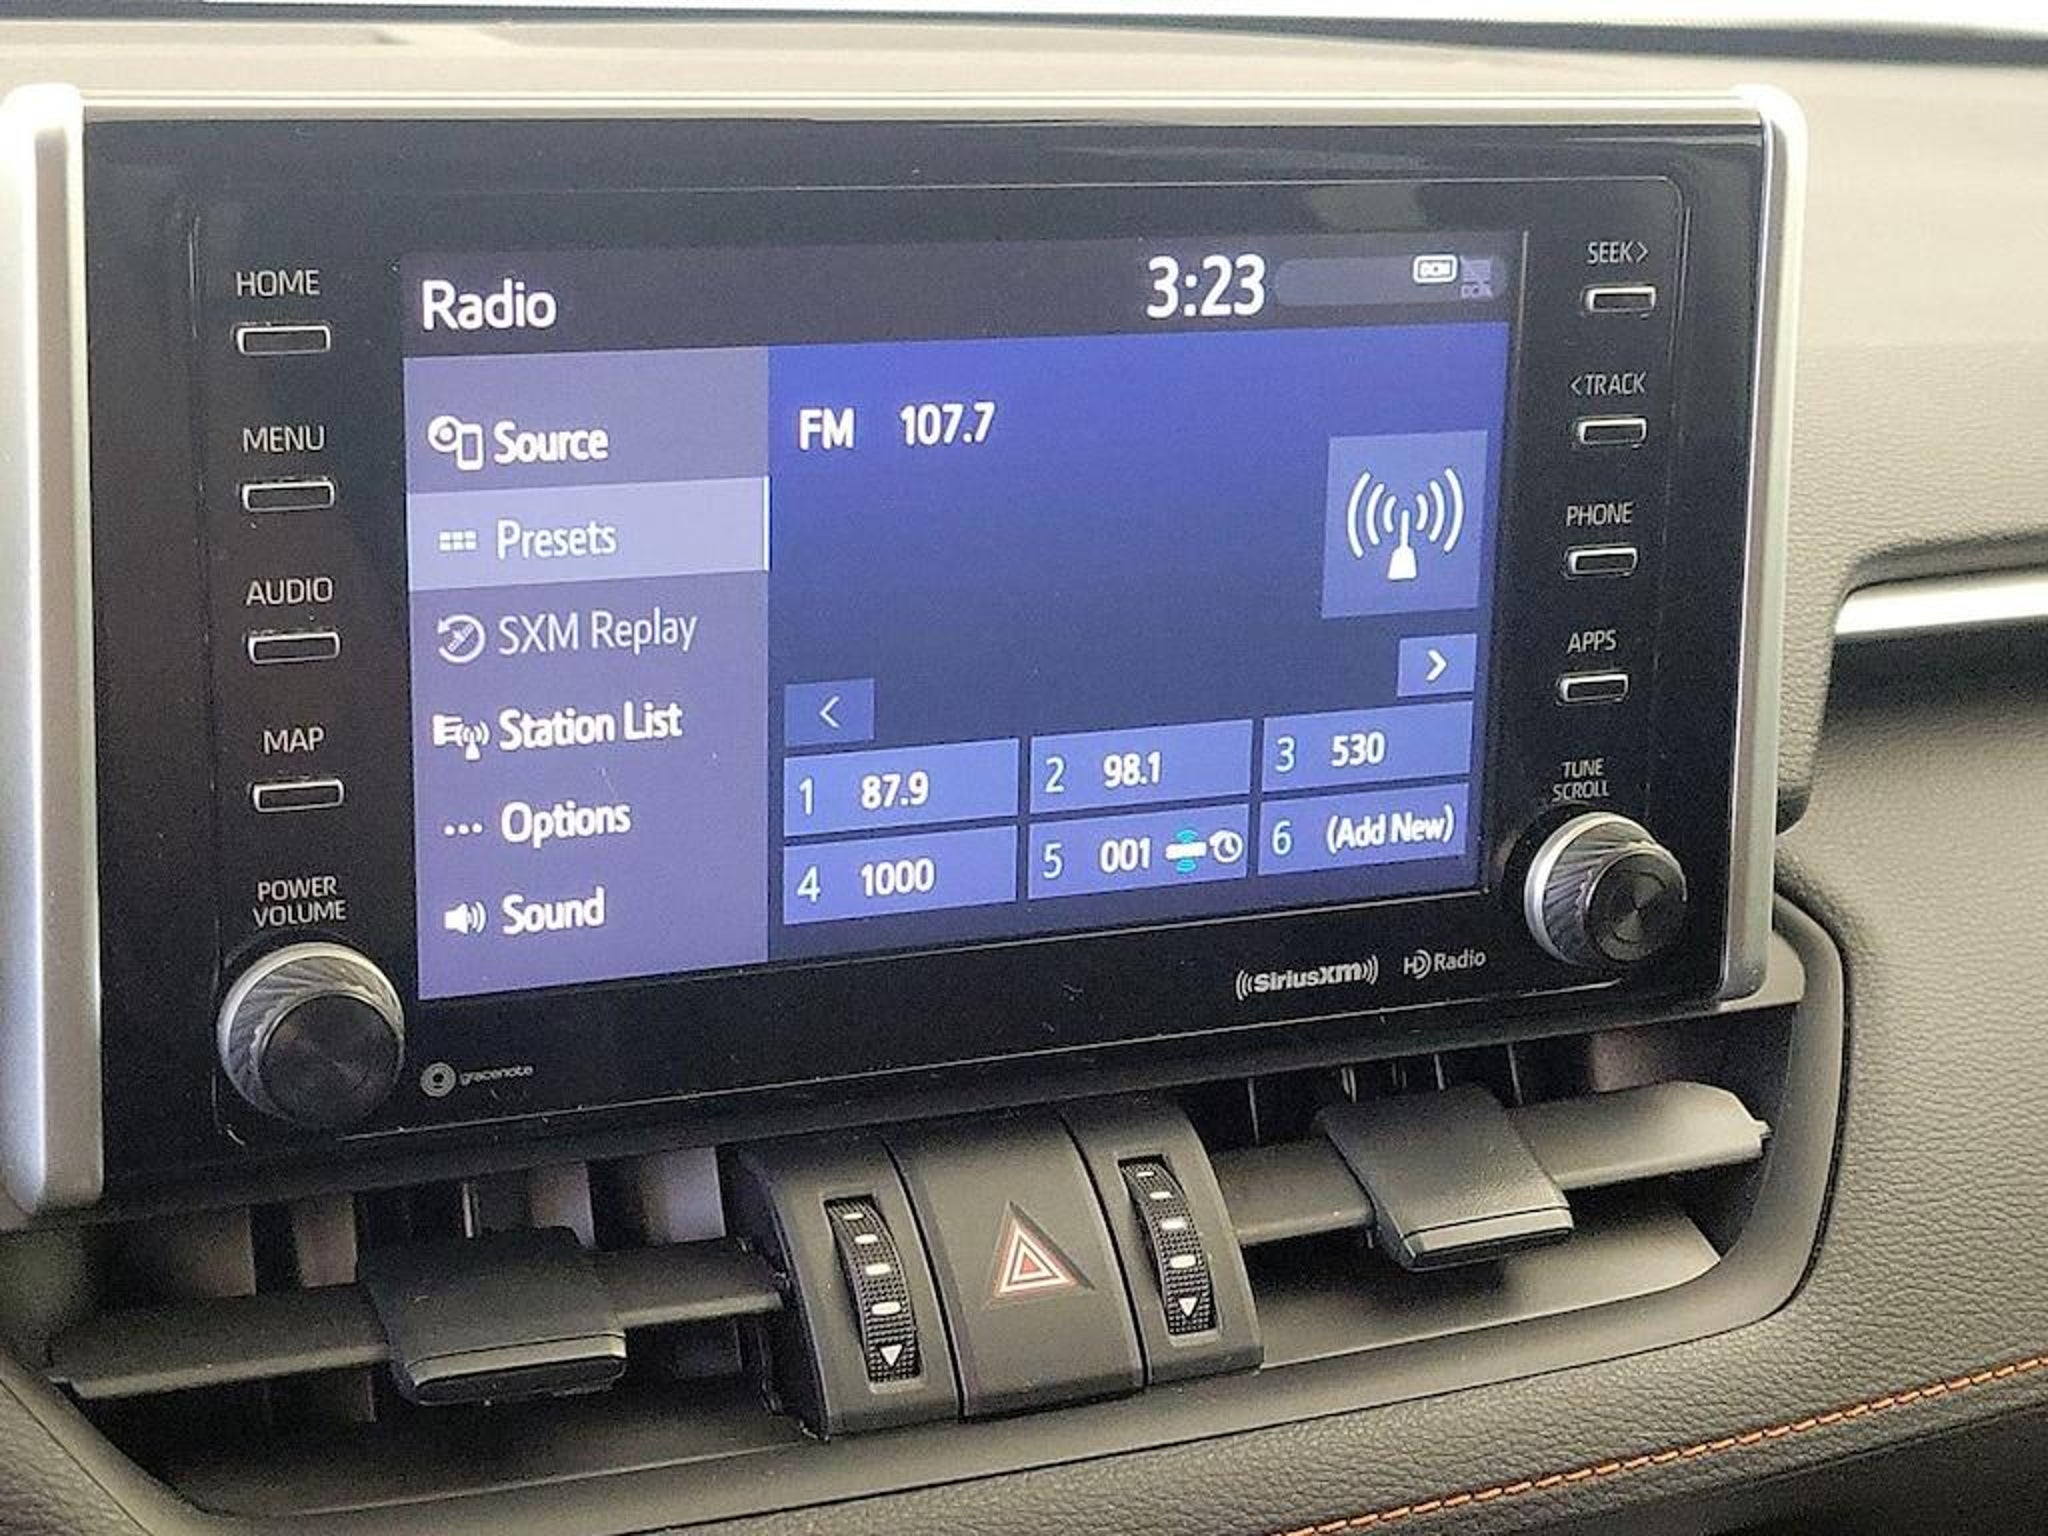 HOME
MENU
AUDIO
MAP
POWER
VOLUME
Radio
3:23
DCM
Source
Presets
SXM Replay
Station List
Options
Sound
FM 107.7
<
>
1 87.9
2 98.1
3 530
4 1000
5 001
6 (Add New)
SEEK>
<TRACK
PHONE
APPS
TUNE
SCROLL
gracenote
SiriusXM
HD Radio